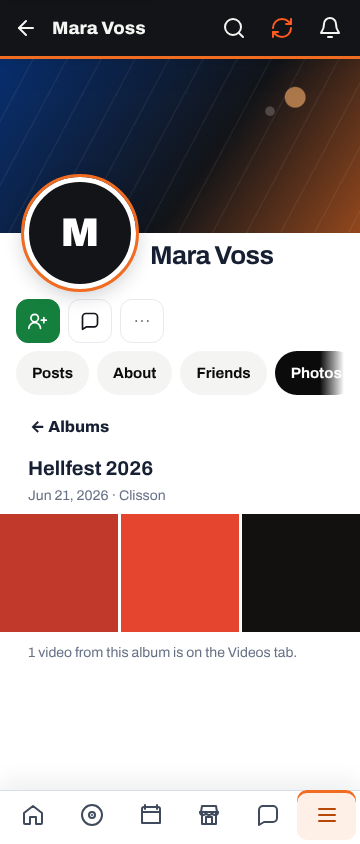 Mara Voss
M
Mara Voss
Posts
About
Friends
Photos
Albums
Hellfest 2026
Jun 21, 2026 · Clisson
1 video from this album is on the Videos tab.